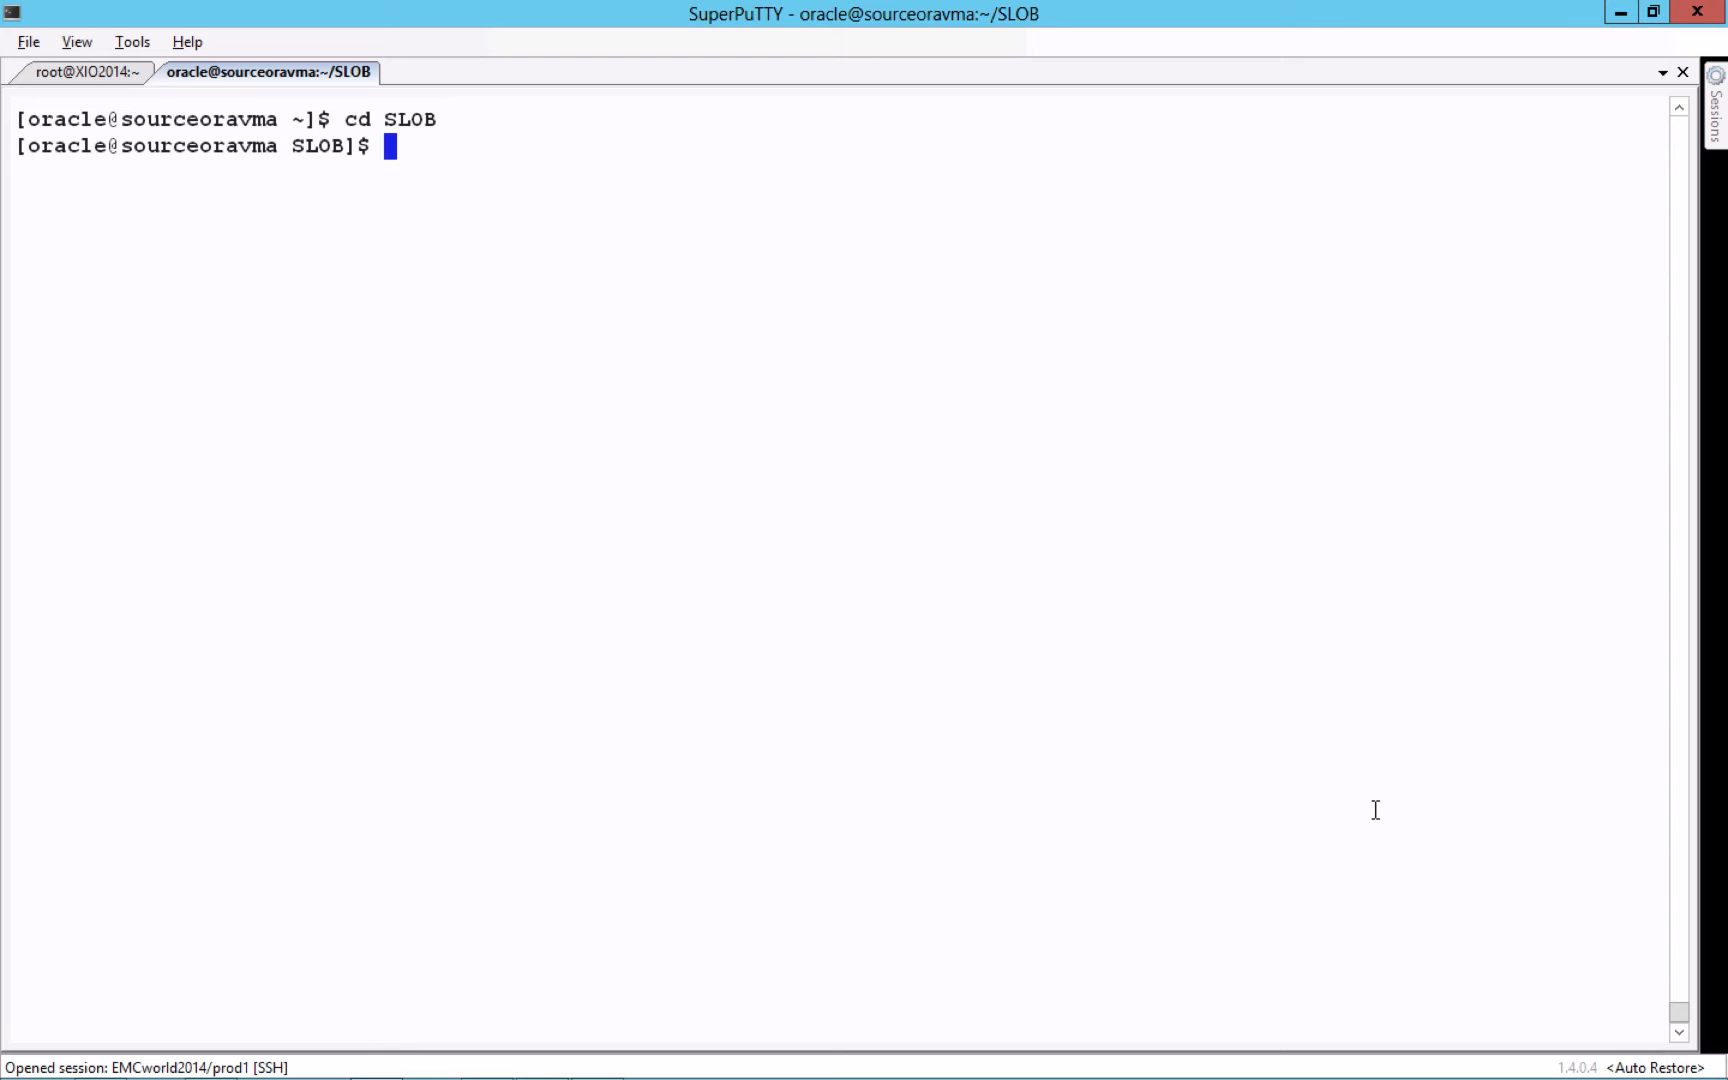 SuperPuTTY - oracle@sourceoravma:~/SLOB
File View Tools Help
root@XIO2014:~ oracle@sourceoravma:~/SLOB
Sessions
[oracle@sourceoravma ~]$ cd SLOB
[oracle@sourceoravma SLOB]$
Opened session: EMCworld2014/prod1 [SSH]
1.4.0.4 <Auto Restore>